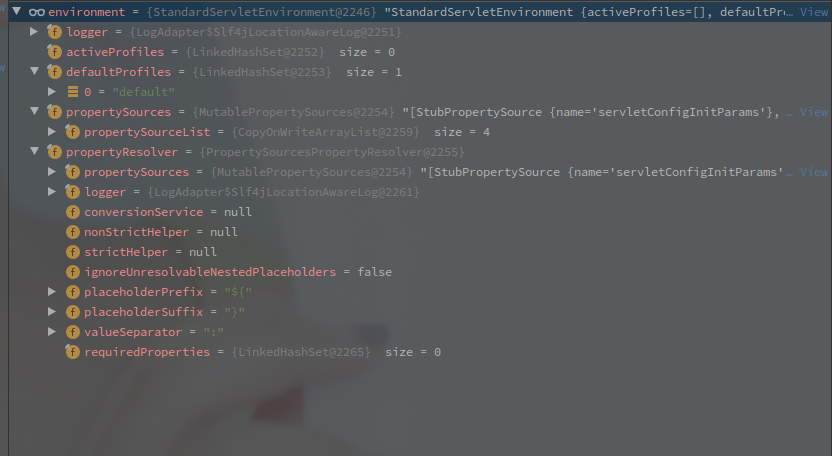 environment = {StandardServletEnvironment@2246} "StandardServletEnvironment {activeProfiles=[], defaultPr… View
f logger = {LogAdapter$Slf4jLocationAwareLog@2251}
f activeProfiles = {LinkedHashSet@2252} size = 0
f defaultProfiles = {LinkedHashSet@2253} size = 1
0 = "default"
f propertySources = {MutablePropertySources@2254} "[StubPropertySource {name='servletConfigInitParams'}, … View
f propertySourceList = {CopyOnWriteArrayList@2259} size = 4
f propertyResolver = {PropertySourcesPropertyResolver@2255}
f propertySources = {MutablePropertySources@2254} "[StubPropertySource {name='servletConfigInitParams'… View
f logger = {LogAdapter$Slf4jLocationAwareLog@2261}
f conversionService = null
f nonStrictHelper = null
f strictHelper = null
f ignoreUnresolvableNestedPlaceholders = false
f placeholderPrefix = "${"
f placeholderSuffix = "}"
f valueSeparator = ":"
f requiredProperties = {LinkedHashSet@2265} size = 0